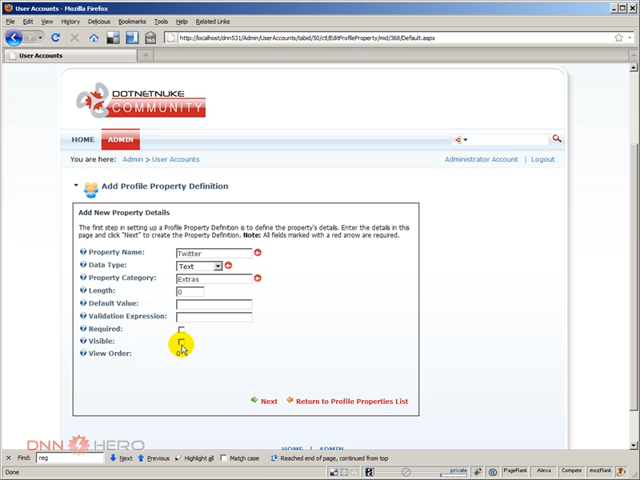 User Accounts - Mozilla Firefox
File Edit View History Delicious Bookmarks Tools Help Related Links
http://localhost/dnn531/Admin/UserAccounts/tabid/50/ctl/EditProfileProperty/mid/368/Default.aspx
User Accounts
DOTNETNUKE
COMMUNITY
HOME ADMIN
You are here: Admin > User Accounts Administrator Account | Logout
Add Profile Property Definition
Add New Property Details
The first step in setting up a Profile Property Definition is to define the property's details. Enter the details in this
page and click "Next" to create the Property Definition. Note: All fields marked with a red arrow are required.
Property Name: Twitter
Data Type: Text
Property Category: Extras
Length: 0
Default Value:
Validation Expression:
Required:
Visible:
View Order: 0
Next Return to Profile Properties List
HOME | ADMIN
DNN HERO
Find: reg Next Previous Highlight all Match case Reached end of page, continued from top
Done private PageRank Alexa Compete mozRank